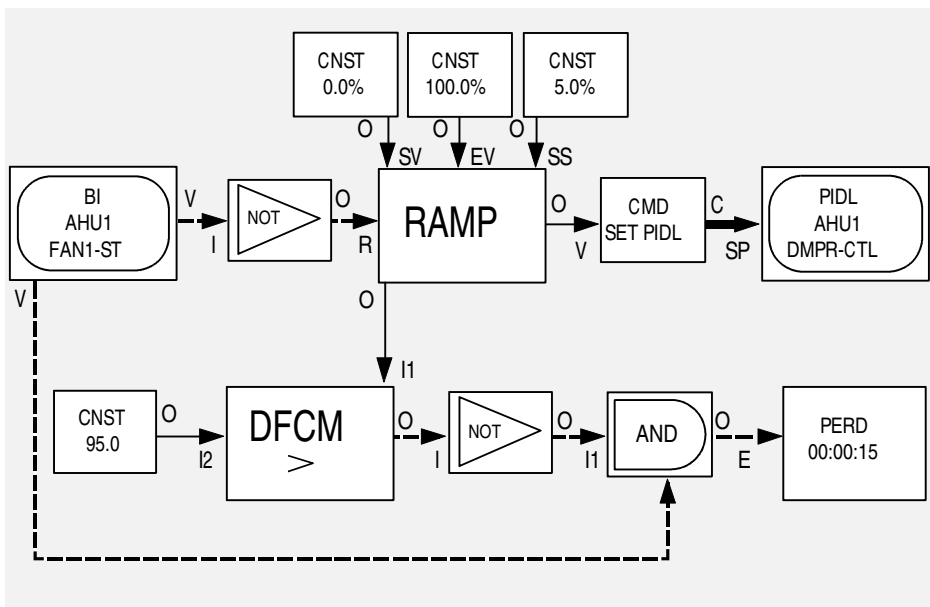 CNST
0.0%
CNST
100.0%
CNST
5.0%
O
O
O
SV
EV
SS
BI
AHU1
FAN1-ST
V
I
NOT
O
R
RAMP
O
V
CMD
SET PIDL
C
SP
PIDL
AHU1
DMPR-CTL
V
O
I1
CNST
95.0
O
I2
DFCM
>
O
I
NOT
O
I1
AND
O
E
PERD
00:00:15